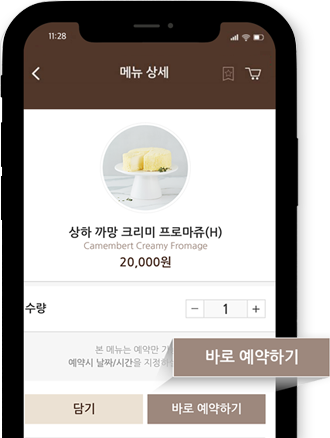 11:28
메뉴 상세
상하 까망 크리미 프로마쥬(H)
Camembert Creamy Fromage
20,000원
수량
− 1 +
본 메뉴는 예약만
예약시 날짜/시간을 지정
바로 예약하기
담기
바로 예약하기